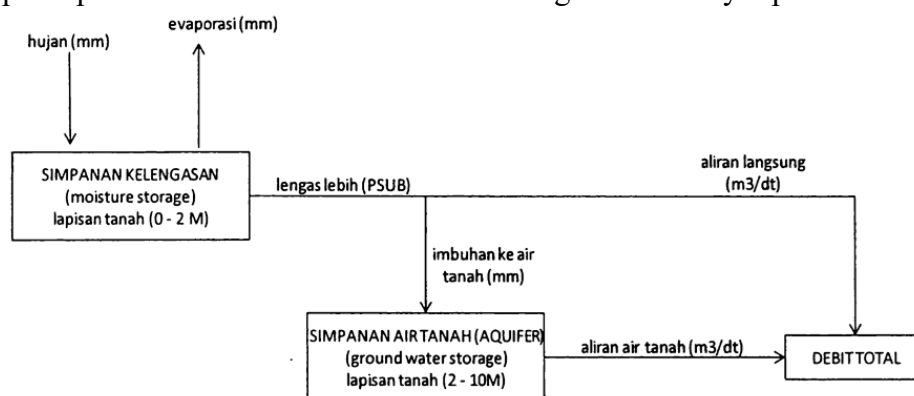 evaporasi (mm)
hujan (mm)
SIMPANAN KELENGASAN
(moisture storage)
lapisan tanah (0 - 2 M)
lengas lebih (PSUB)
aliran langsung
(m3/dt)
imbuhan ke air
tanah (mm)
SIMPANAN AIR TANAH (AQUIFER)
(ground water storage)
lapisan tanah (2 - 10M)
aliran air tanah (m3/dt)
DEBIT TOTAL